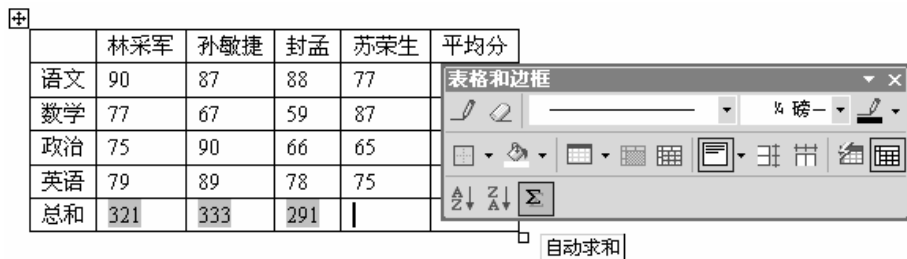 林采军 孙敏捷 封孟 苏荣生 平均分
语文 90 87 88 77
数学 77 67 59 87
政治 75 90 66 65
英语 79 89 78 75
总和 321 333 291
表格和边框
¼ 磅
A Z Z A Σ
自动求和